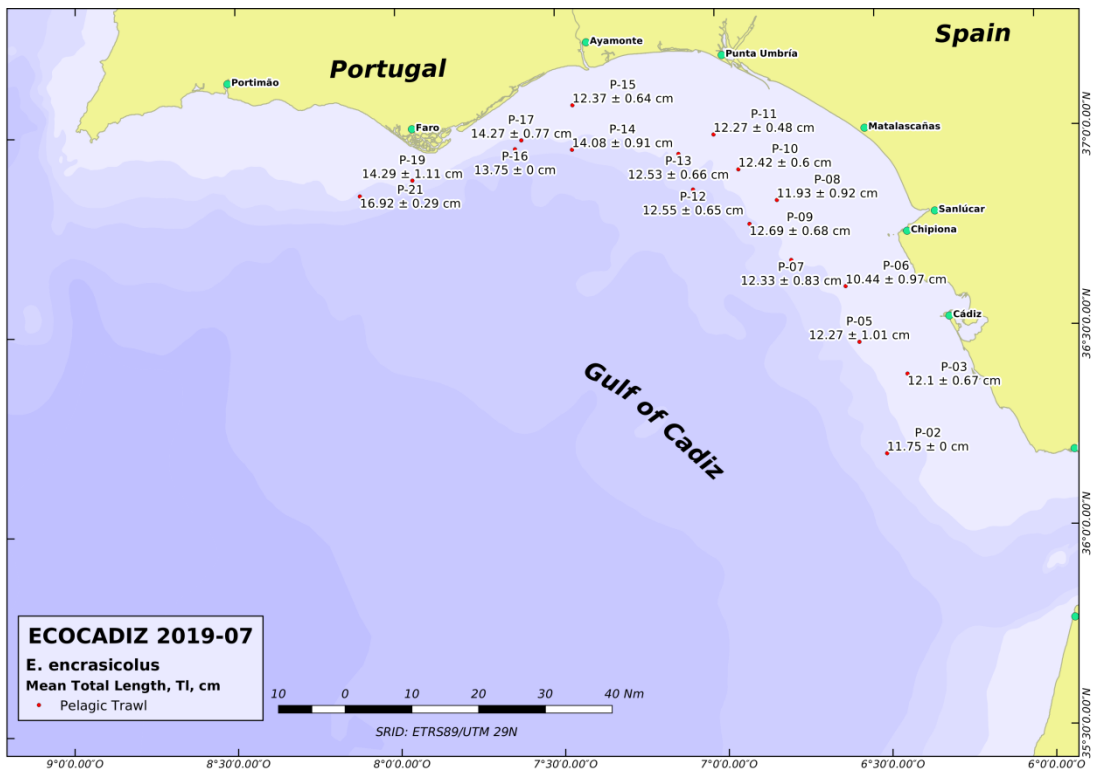 Spain
Portugal
Ayamonte
Punta Umbría
Portimão
P-15
12.37 ± 0.64 cm
P-17
14.27 ± 0.77 cm
P-11
12.27 ± 0.48 cm
Matalascañas
Faro
P-14
14.08 ± 0.91 cm
P-16
13.75 ± 0 cm
P-10
12.42 ± 0.6 cm
P-13
12.53 ± 0.66 cm
P-19
14.29 ± 1.11 cm
P-08
11.93 ± 0.92 cm
P-21
16.92 ± 0.29 cm
P-12
12.55 ± 0.65 cm
Sanlúcar
P-09
12.69 ± 0.68 cm
Chipiona
P-07
12.33 ± 0.83 cm
P-06
10.44 ± 0.97 cm
Cádiz
P-05
12.27 ± 1.01 cm
P-03
12.1 ± 0.67 cm
Gulf of Cadiz
P-02
11.75 ± 0 cm
37°0'0.00"N
36°30'0.00"N
36°0'0.00"N
35°30'0.00"N
ECOCADIZ 2019-07
E. encrasicolus
Mean Total Length, Tl, cm
Pelagic Trawl
10 0 10 20 30 40 Nm
SRID: ETRS89/UTM 29N
9°0'0.00"O
8°30'0.00"O
8°0'0.00"O
7°30'0.00"O
7°0'0.00"O
6°30'0.00"O
6°0'0.00"O